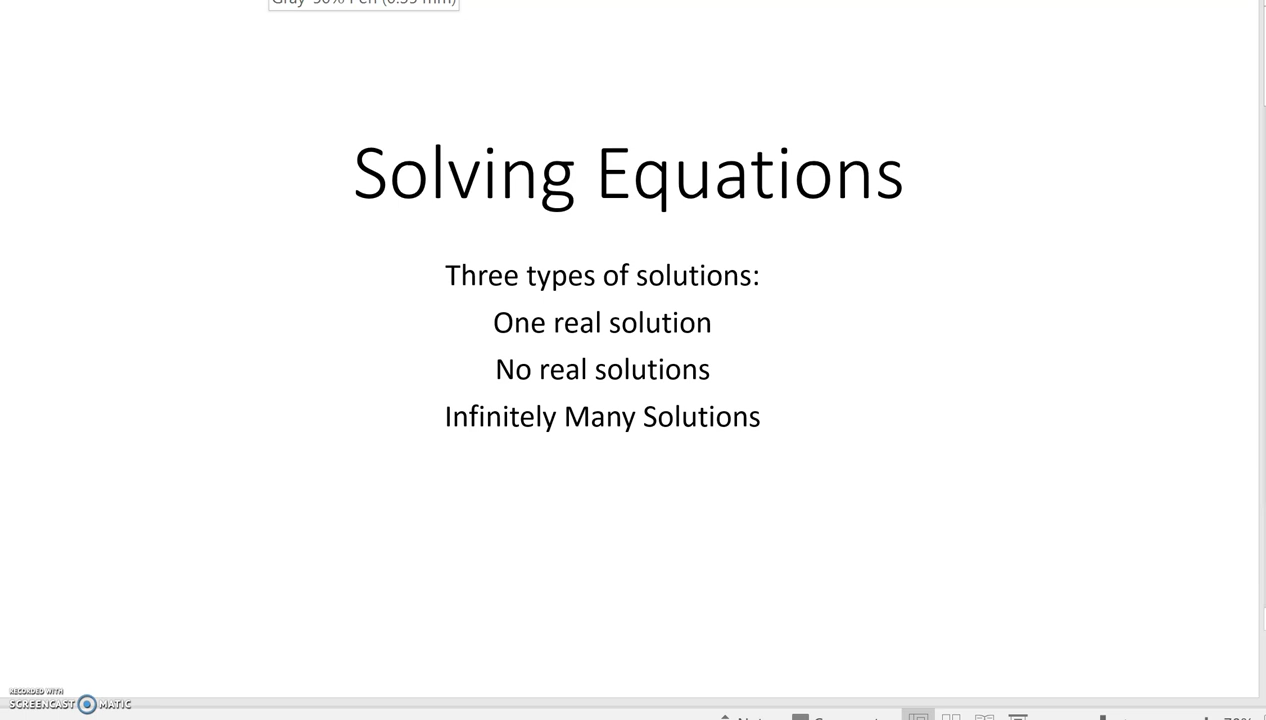 Solving Equations
Three types of solutions:
One real solution
No real solutions
Infinitely Many Solutions
RECORDED WITH
SCREENCAST MATIC